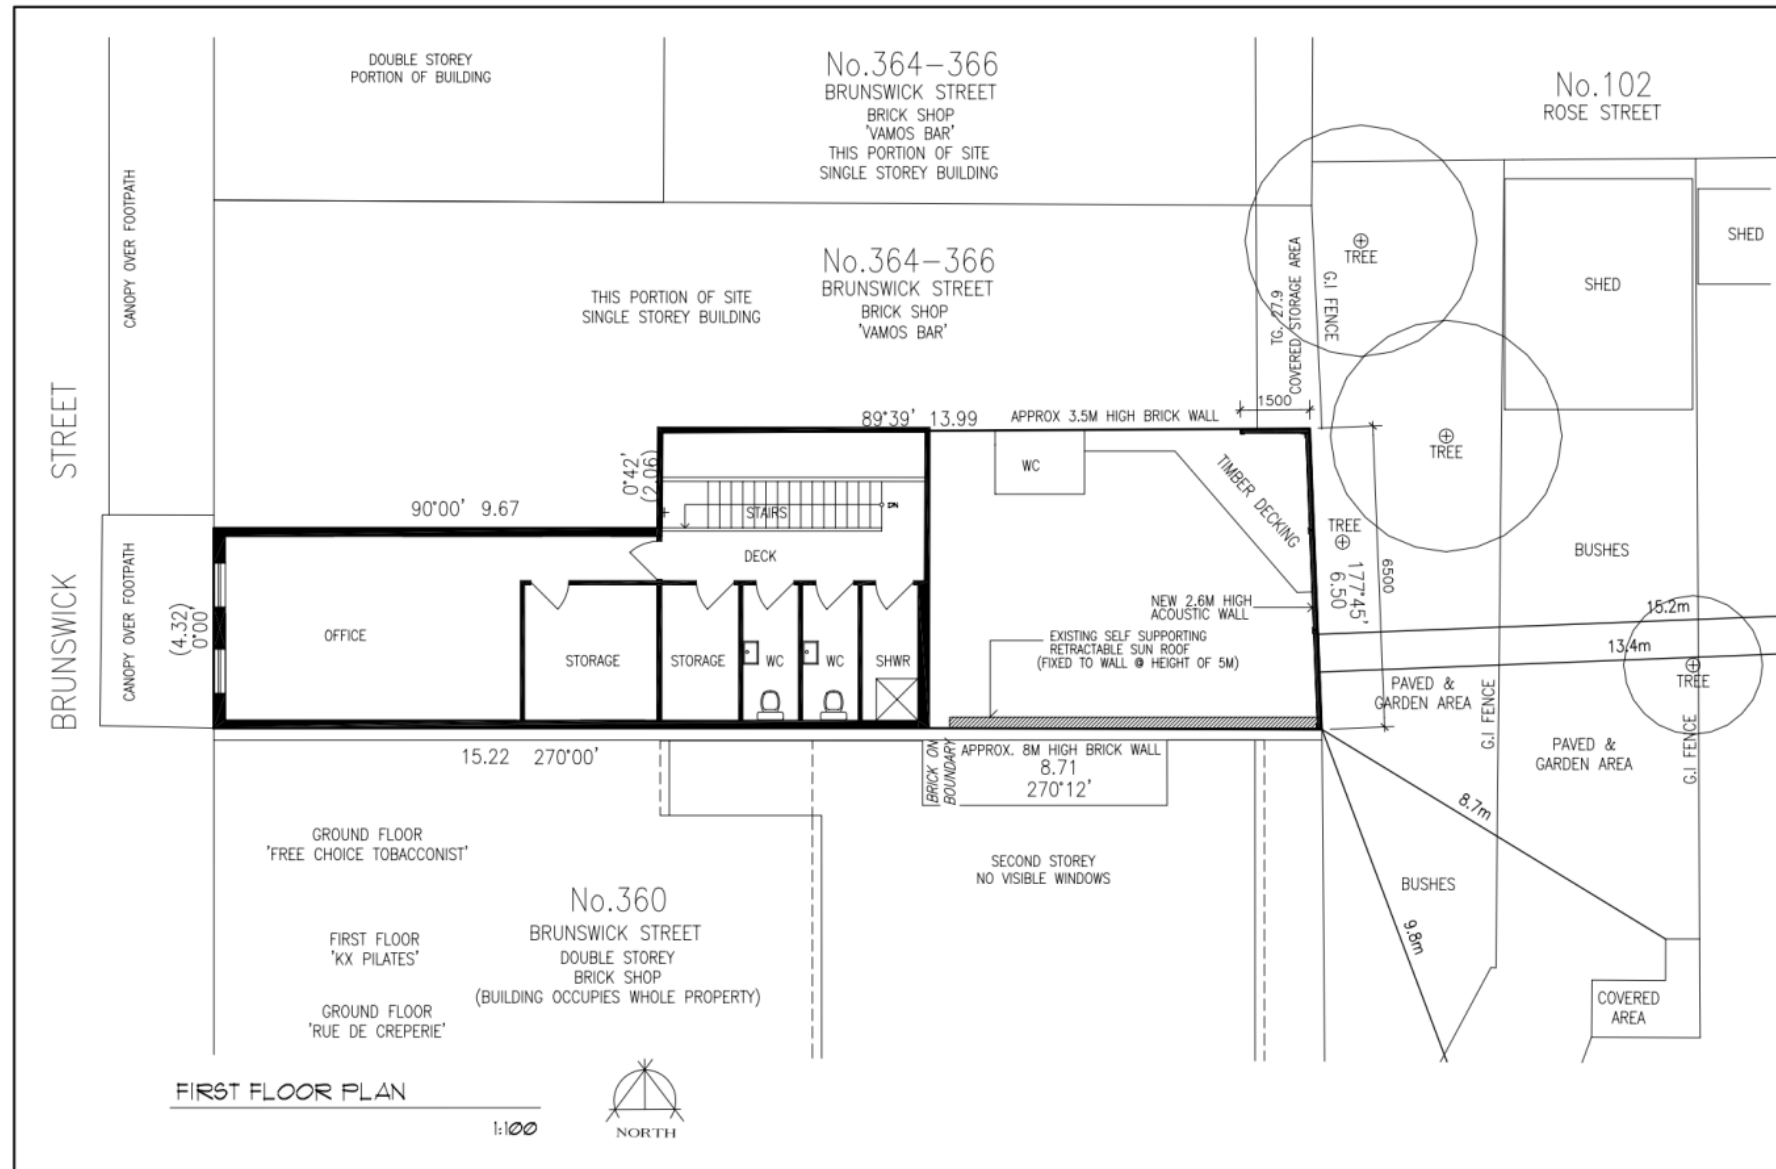 DOUBLE STOREY
PORTION OF BUILDING
No.364-366
BRUNSWICK STREET
BRICK SHOP
'VAMOS BAR'
THIS PORTION OF SITE
SINGLE STOREY BUILDING
No.102
ROSE STREET
CANOPY OVER FOOTPATH
No.364-366
BRUNSWICK STREET
BRICK SHOP
'VAMOS BAR'
THIS PORTION OF SITE
SINGLE STOREY BUILDING
TG. 27.9
COVERED STORAGE AREA
G.I FENCE
TREE
SHED
SHED
TREE
BRUNSWICK STREET
1500
89°39' 13.99
APPROX 3.5M HIGH BRICK WALL
0°42'
(2.06)
90°00' 9.67
WC
TIMBER DECKING
STAIRS
DN
DECK
TREE
177°45'
6.50
6500
BUSHES
CANOPY OVER FOOTPATH
(4.32)
0°00'
OFFICE
STORAGE
STORAGE
WC
WC
SHWR
NEW 2.6M HIGH
ACOUSTIC WALL
EXISTING SELF SUPPORTING
RETRACTABLE SUN ROOF
(FIXED TO WALL @ HEIGHT OF 5M)
15.2m
13.4m
TREE
PAVED &
GARDEN AREA
G.I FENCE
PAVED &
GARDEN AREA
G.I FENCE
15.22 270°00'
BRICK ON
BOUNDARY
APPROX. 8M HIGH BRICK WALL
8.71
270°12'
8.7m
9.8m
BUSHES
GROUND FLOOR
'FREE CHOICE TOBACCONIST'
SECOND STOREY
NO VISIBLE WINDOWS
No.360
BRUNSWICK STREET
DOUBLE STOREY
BRICK SHOP
(BUILDING OCCUPIES WHOLE PROPERTY)
FIRST FLOOR
'KX PILATES'
GROUND FLOOR
'RUE DE CREPERIE'
COVERED
AREA
FIRST FLOOR PLAN
1:100
NORTH